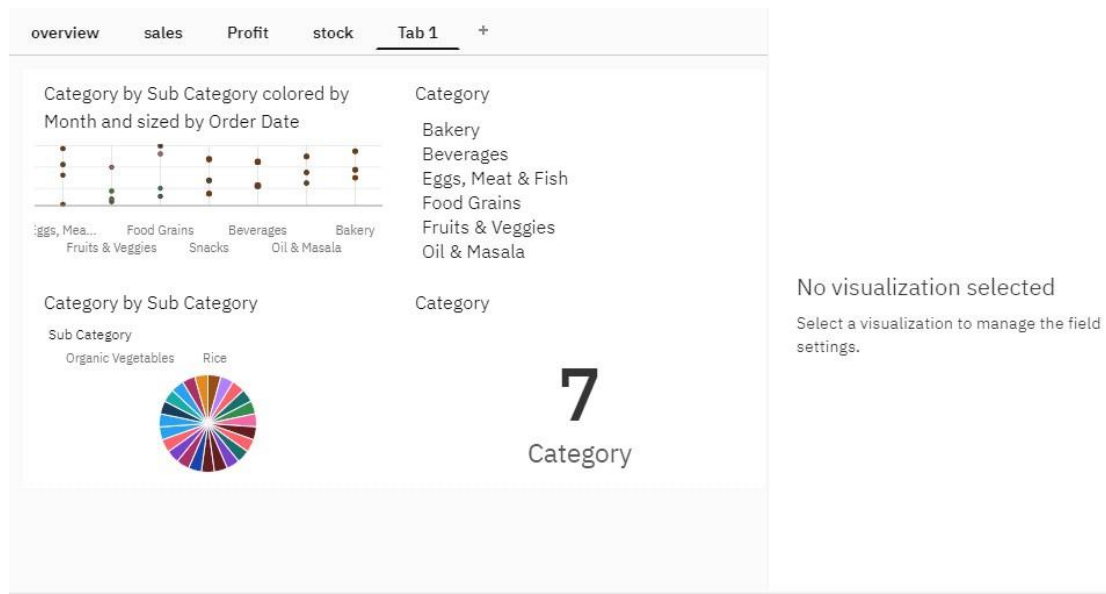 overview sales Profit stock Tab 1 +
Category by Sub Category colored by
Month and sized by Order Date
Eggs, Mea... Food Grains Beverages Bakery
Fruits & Veggies Snacks Oil & Masala
Category
Bakery
Beverages
Eggs, Meat & Fish
Food Grains
Fruits & Veggies
Oil & Masala
Category by Sub Category
Sub Category
Organic Vegetables Rice
Category
7
Category
No visualization selected
Select a visualization to manage the field
settings.